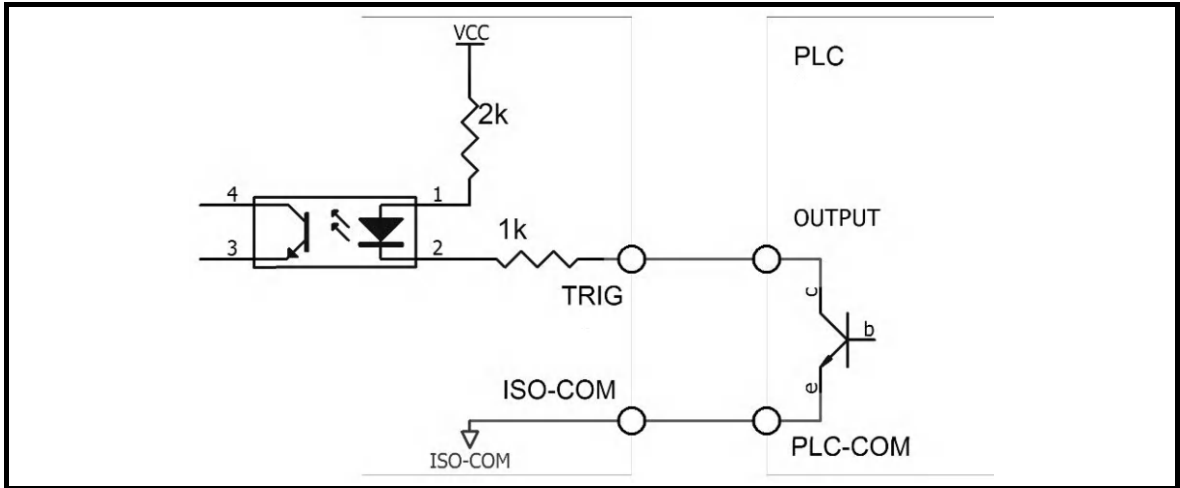 VCC
PLC
2k
4
1
OUTPUT
1k
3
2
TRIG
c
b
e
ISO-COM
PLC-COM
ISO-COM